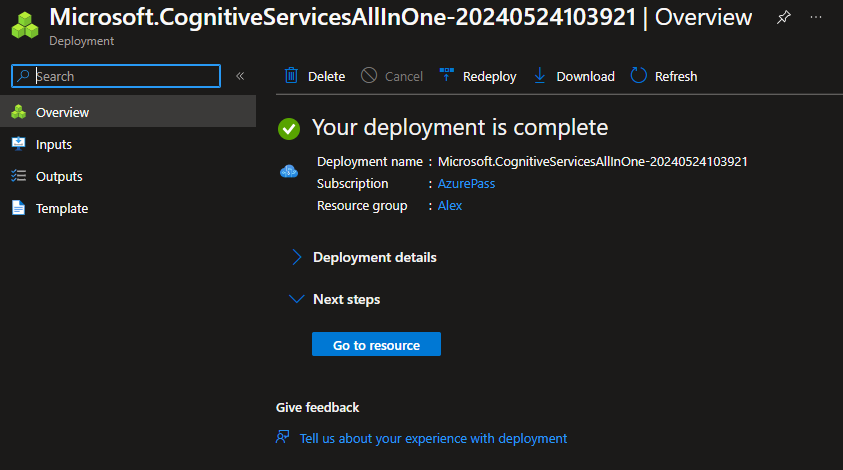 Microsoft.CognitiveServicesAllInOne-20240524103921 | Overview
Deployment
Search
«
Delete Cancel Redeploy Download Refresh
Overview
Inputs
Outputs
Template
Your deployment is complete
Deployment name : Microsoft.CognitiveServicesAllInOne-20240524103921
Subscription : AzurePass
Resource group : Alex
Deployment details
Next steps
Go to resource
Give feedback
Tell us about your experience with deployment